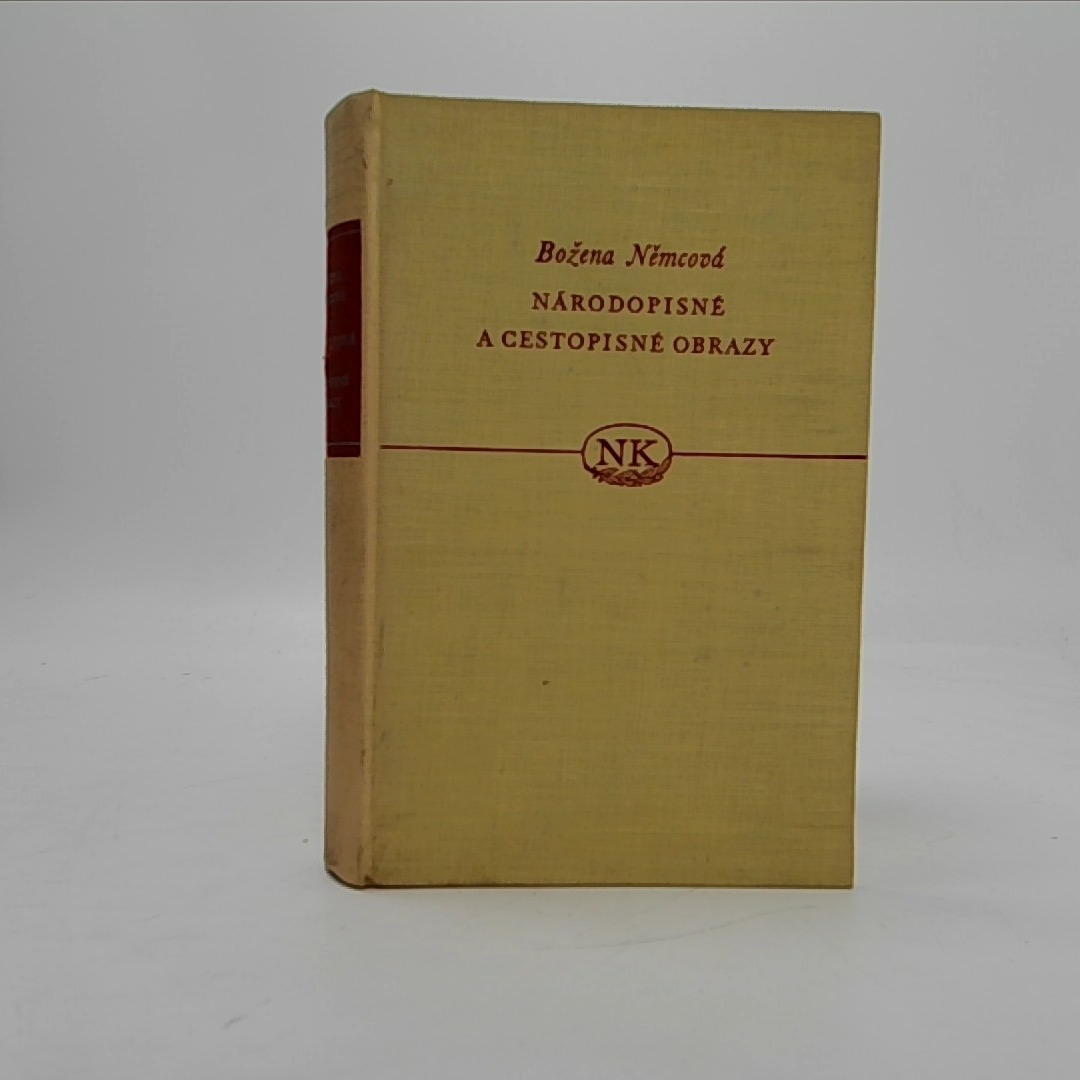 Božena Němcová
NÁRODOPISNÉ
A CESTOPISNÉ OBRAZY
NK